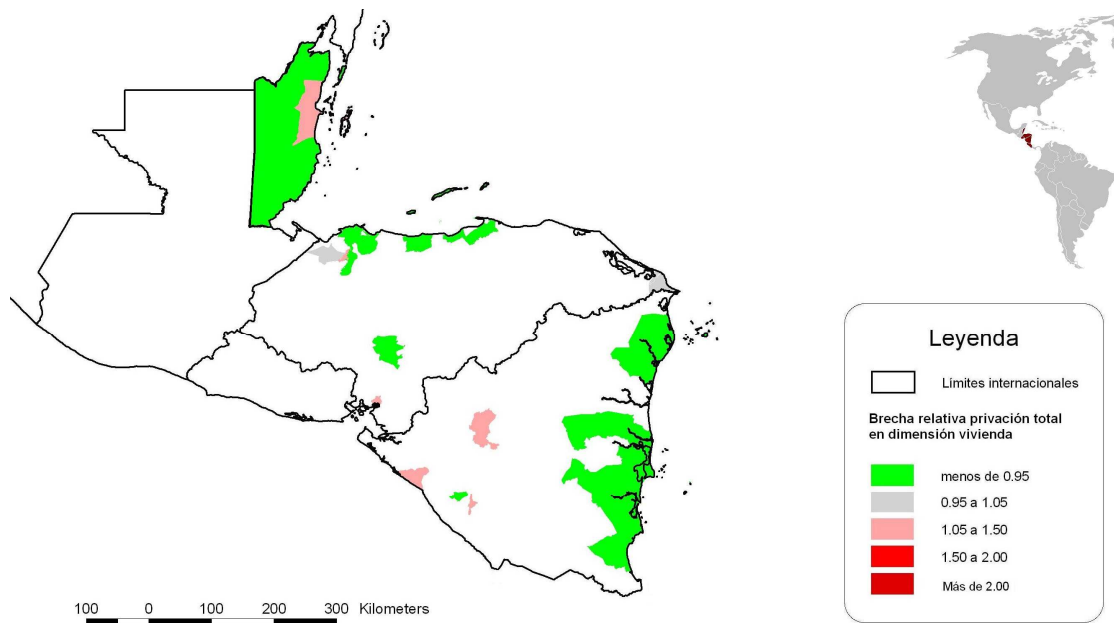 Leyenda
Límites internacionales
Brecha relativa privación total
en dimensión vivienda
menos de 0.95
0.95 a 1.05
1.05 a 1.50
1.50 a 2.00
Más de 2.00
100 0 100 200 300 Kilometers